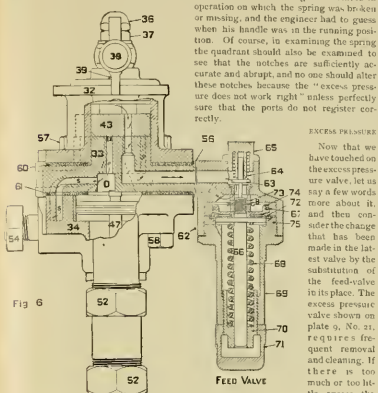 operation on which the spring was broken
or missing, and the engineer had to guess
when his handle was in the running posi-
tion. Of course, in examining the spring
the quadrant should also be examined to
see that the notches are sufficiently ac-
curate and abrupt, and no one should alter
these notches because the "excess press-
ure does not work right" unless perfectly
sure that the ports do not register cor-
rectly.
EXCESS PRESSURE
Now that we
have touched on
the excess press-
ure valve, let us
say a few words
more about it,
and then con-
sider the change
that has been
made in the lat-
est valve by the
substitution of
the feed-valve
in its place. The
excess pressure
valve shown on
plate 9, No. 21,
requires fre-
quent removal
and cleaning. If
there is too
much or too lit-
36
37
38
39
32
43
57
33
60
61
34
47
54
58
62
52
52
Fig 6
56
65
64
63
73
74
72
67
75
66
68
69
70
71
FEED VALVE